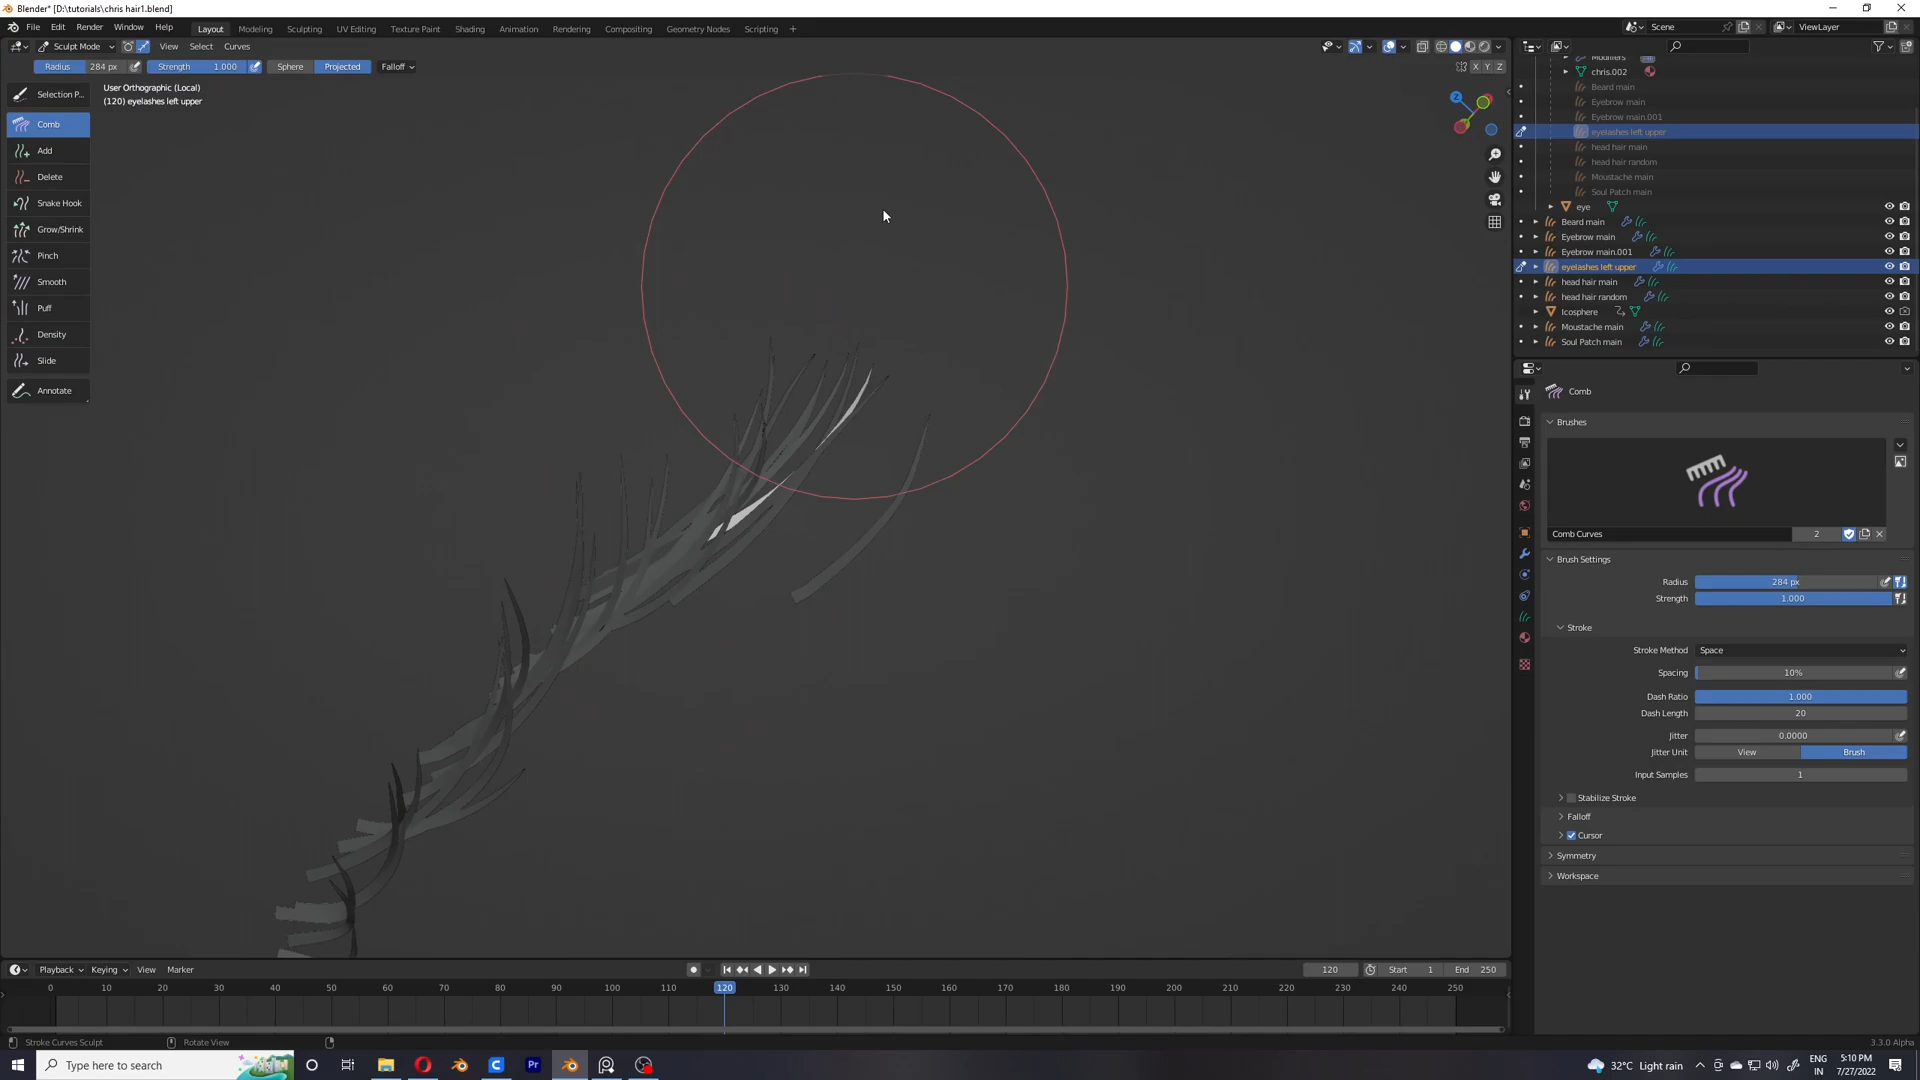 Blender* [D:\tutorials\chris hair1.blend]
File Edit Render Window Help
Layout Modeling Sculpting UV Editing Texture Paint Shading Animation Rendering Compositing Geometry Nodes Scripting +
Scene
ViewLayer
Sculpt Mode View Select Curves
Radius 284 px Strength 1.000 Sphere Projected Falloff
X Y Z
User Orthographic (Local)
(120) eyelashes left upper
Selection P...
Comb
Add
Delete
Snake Hook
Grow/Shrink
Pinch
Smooth
Puff
Density
Slide
Annotate
Z
Modifiers
chris.002
Beard main
Eyebrow main
Eyebrow main.001
eyelashes left upper
head hair main
head hair random
Moustache main
Soul Patch main
eye
Beard main
Eyebrow main
Eyebrow main.001
eyelashes left upper
head hair main
head hair random
Icosphere
Moustache main
Soul Patch main
Comb
Brushes
Comb Curves 2
Brush Settings
Radius 284 px
Strength 1.000
Stroke
Stroke Method Space
Spacing 10%
Dash Ratio 1.000
Dash Length 20
Jitter 0.0000
Jitter Unit View Brush
Input Samples 1
Stabilize Stroke
Falloff
Cursor
Symmetry
Workspace
Playback Keying View Marker
120 Start 1 End 250
0 10 20 30 40 50 60 70 80 90 100 110 120 130 140 150 160 170 180 190 200 210 220 230 240 250
Stroke Curves Sculpt Rotate View
3.3.0 Alpha
Type here to search
Pr
32°C Light rain
ENG
IN
5:10 PM
7/27/2022